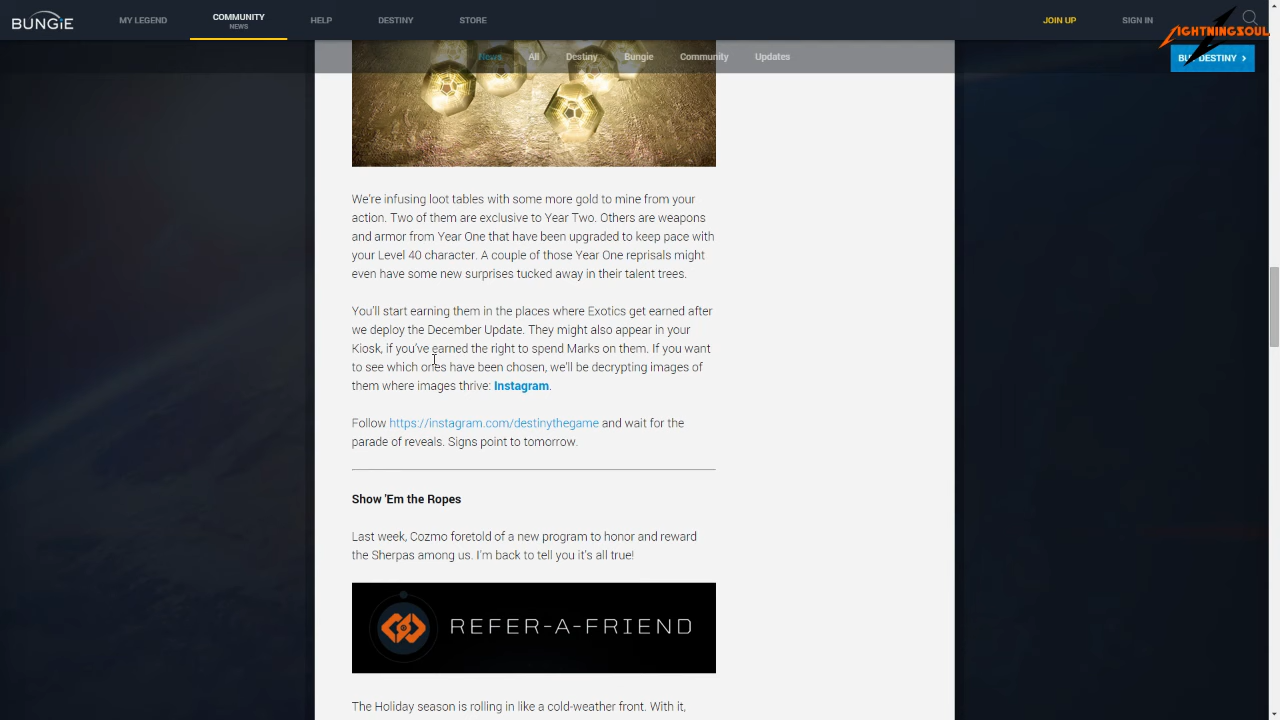 BUNGiE
MY LEGEND
COMMUNITY
NEWS
HELP
DESTINY
STORE
JOIN UP
SIGN IN
LIGHTNINGSOUL
News All Destiny Bungie Community Updates
BUY DESTINY
We're infusing loot tables with some more gold to mine from your
action. Two of them are exclusive to Year Two. Others are weapons
and armor from Year One that have been upgraded to keep pace with
your Level 40 character. A couple of those Year One reprisals might
even have some new surprises tucked away in their talent trees.
You'll start earning them in the places where Exotics get earned after
we deploy the December Update. They might also appear in your
Kiosk, if you've earned the right to spend Marks on them. If you want
to see which ones have been chosen, we'll be decrypting images of
them where images thrive: Instagram.
Follow https://instagram.com/destinythegame and wait for the
parade of reveals. Signs point to tomorrow.
Show 'Em the Ropes
Last week, Cozmo foretold of a new program to honor and reward
the Sherpas among us. I'm back to tell you it's all true!
REFER-A-FRIEND
The Holiday season is rolling in like a cold-weather front. With it,